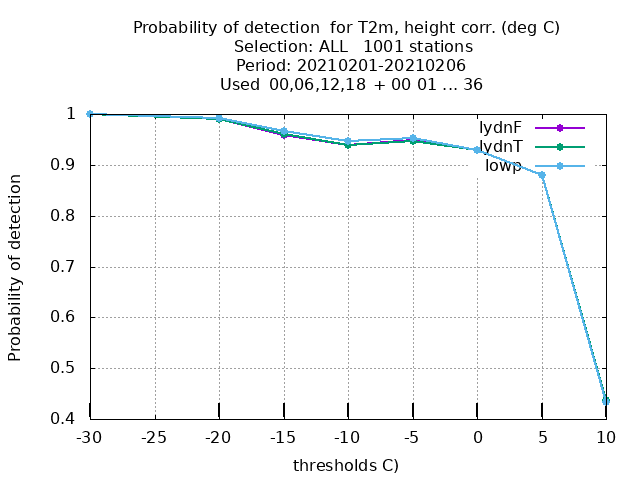 Probability of detection  for T2m, height corr. (deg C)
Selection: ALL   1001 stations
Period: 20210201-20210206
Used  00,06,12,18  + 00 01 ... 36
Probability of detection
1
0.9
0.8
0.7
0.6
0.5
0.4
lydnF
lydnT
lowp
-30 -25 -20 -15 -10 -5 0 5 10
thresholds C)